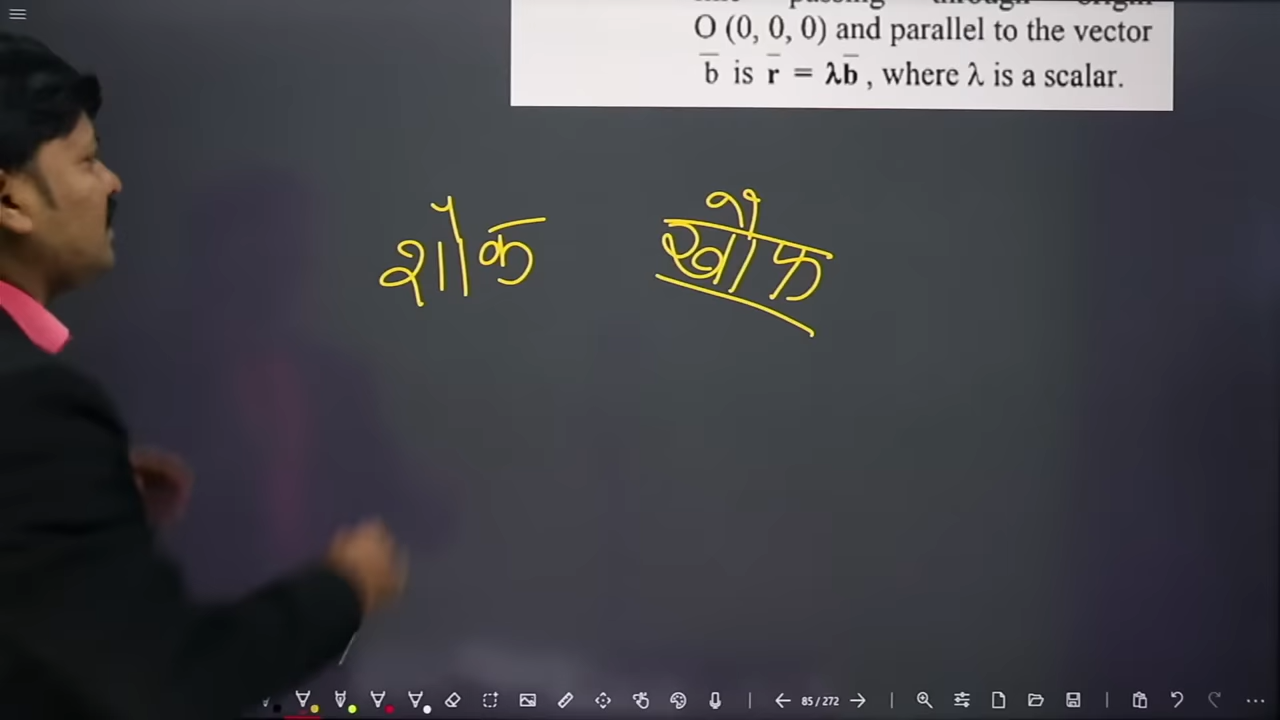 O (0, 0, 0) and parallel to the vector
b̅ is r̅ = λb̅ , where λ is a scalar.
शौक खौफ
85 / 272